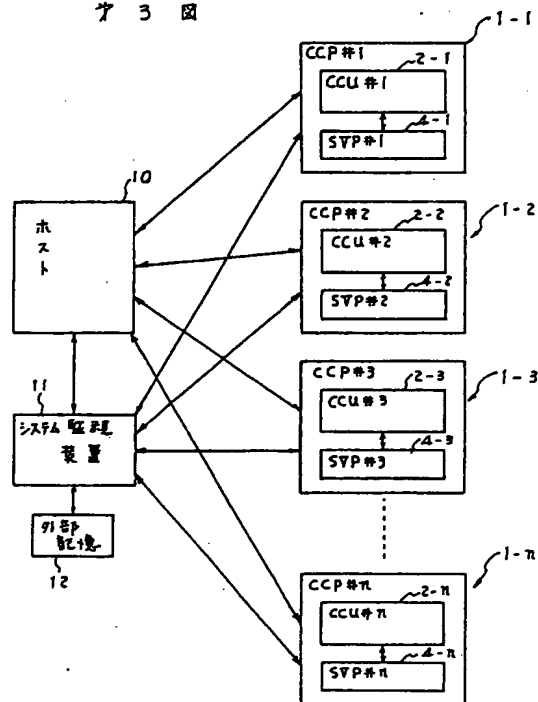 才 3 図
1-1
CCP#1
2-1
CCU#1
4-1
SVP#1
10
ホスト
CCP#2
2-2
1-2
CCU#2
4-2
SVP#2
CCP#3
2-3
1-3
CCU#3
4-3
SVP#3
11
システム監視
装置
外部
記憶
12
1-n
CCP#n
2-n
CCU#n
4-n
SVP#n